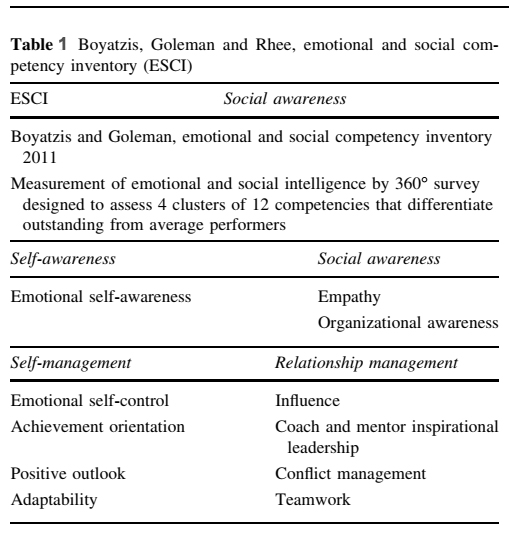 Table 1 Boyatzis, Goleman and Rhee, emotional and social com-
petency inventory (ESCI)
ESCI Social awareness
Boyatzis and Goleman, emotional and social competency inventory
2011
Measurement of emotional and social intelligence by 360° survey
designed to assess 4 clusters of 12 competencies that differentiate
outstanding from average performers
Self-awareness Social awareness
Emotional self-awareness Empathy
Organizational awareness
Self-management Relationship management
Emotional self-control Influence
Achievement orientation Coach and mentor inspirational
leadership
Positive outlook Conflict management
Adaptability Teamwork